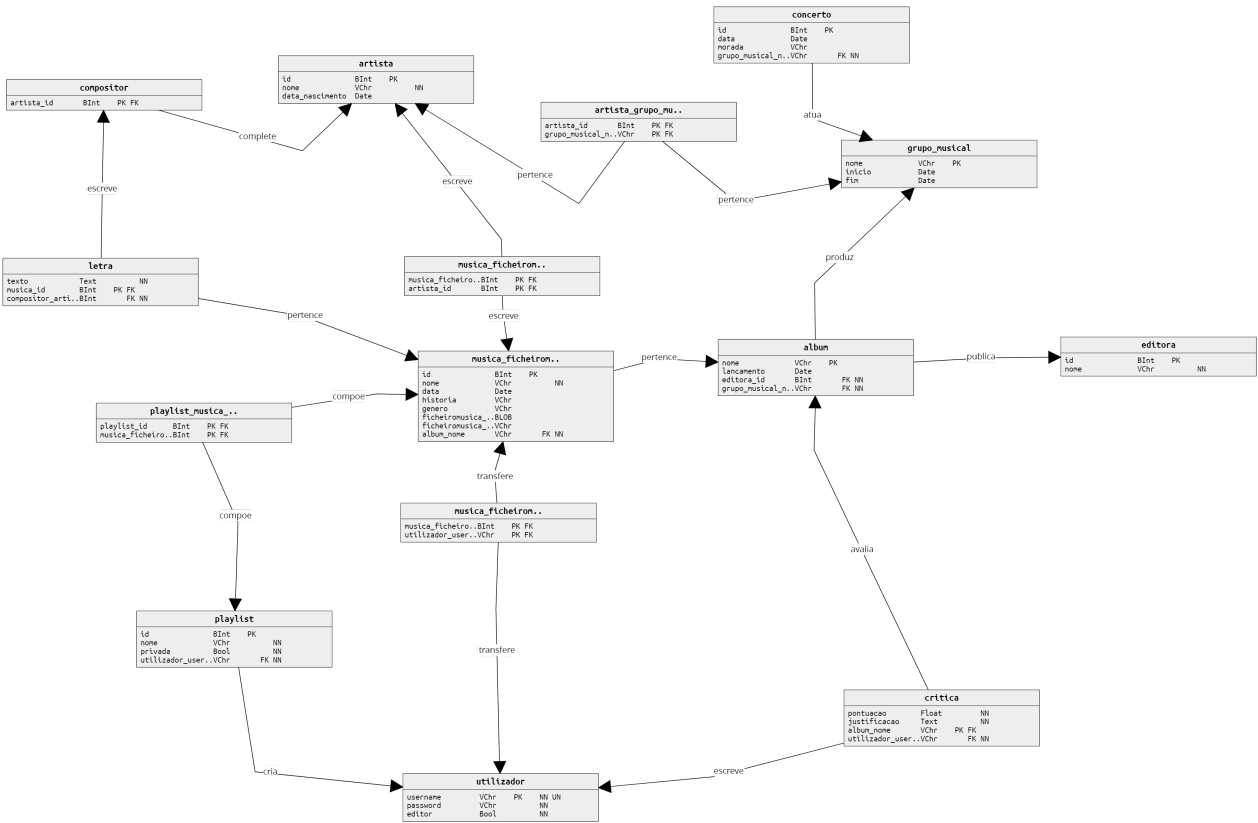 concerto
id BInt PK
data Date
morada VChr
grupo_musical_n..VChr FK NN
artista
id BInt PK
nome VChr NN
data_nascimento Date
compositor
artista_id BInt PK FK
artista_grupo_mu..
artista_id BInt PK FK
grupo_musical_n..VChr PK FK
complete
atua
grupo_musical
nome VChr PK
inicio Date
fim Date
escreve
escreve
pertence
pertence
letra
texto Text NN
musica_id BInt PK FK
compositor_arti..BInt FK NN
musica_ficheirom..
musica_ficheiro..BInt PK FK
artista_id BInt PK FK
produz
pertence
escreve
musica_ficheirom..
id BInt PK
nome VChr NN
data Date
historia VChr
genero VChr
ficheiromusica_..BLOB
ficheiromusica_..VChr
album_nome VChr FK NN
pertence
album
nome VChr PK
lancamento Date
editora_id BInt FK NN
grupo_musical_n..VChr FK NN
publica
editora
id BInt PK
nome VChr NN
compoe
playlist_musica_..
playlist_id BInt PK FK
musica_ficheiro..BInt PK FK
transfere
musica_ficheirom..
musica_ficheiro..BInt PK FK
utilizador_user..VChr PK FK
compoe
avalia
playlist
id BInt PK
nome VChr NN
privada Bool NN
utilizador_user..VChr FK NN
transfere
critica
pontuacao Float NN
justificacao Text NN
album_nome VChr PK FK
utilizador_user..VChr FK NN
cria
escreve
utilizador
username VChr PK NN UN
password VChr NN
editor Bool NN